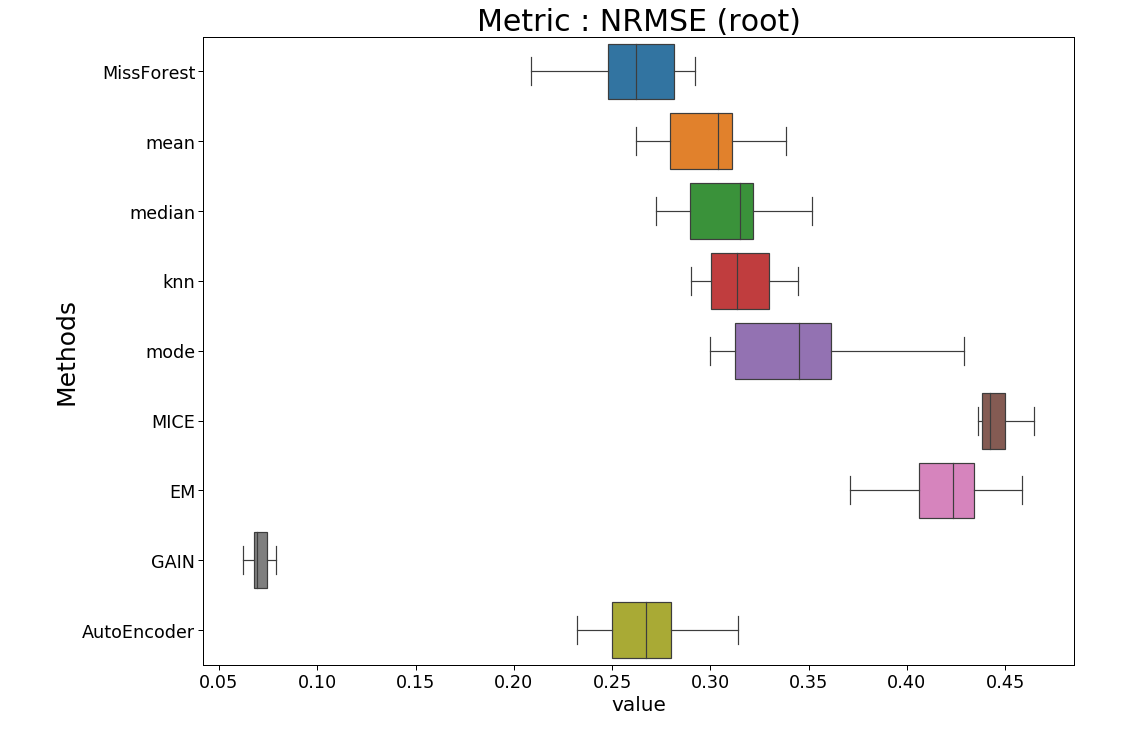 Metric : NRMSE (root)
MissForest
mean
median
knn
mode
MICE
EM
GAIN
AutoEncoder
Methods
0.05 0.10 0.15 0.20 0.25 0.30 0.35 0.40 0.45
value